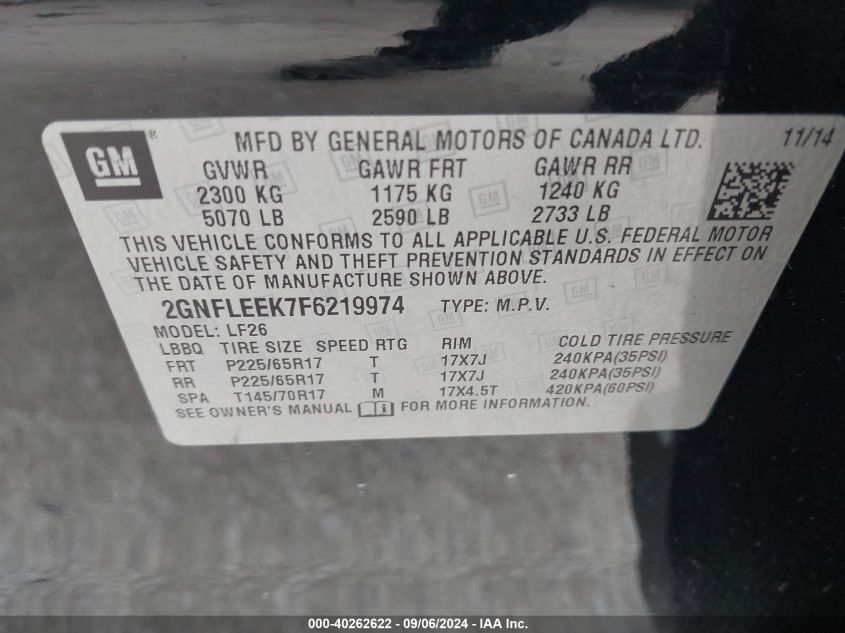 GM ® MFD BY GENERAL MOTORS OF CANADA LTD. 11/14
GVWR GAWR FRT GAWR RR
2300 KG 1175 KG 1240 KG
5070 LB 2590 LB 2733 LB
THIS VEHICLE CONFORMS TO ALL APPLICABLE U.S. FEDERAL MOTOR
VEHICLE SAFETY AND THEFT PREVENTION STANDARDS IN EFFECT ON
THE DATE OF MANUFACTURE SHOWN ABOVE.
2GNFLEEK7F6219974 TYPE: M.P.V.
MODEL: LF26
LBBQ TIRE SIZE SPEED RTG RIM COLD TIRE PRESSURE
FRT P225/65R17 T 17X7J 240KPA(35PSI)
RR P225/65R17 T 17X7J 240KPA(35PSI)
SPA T145/70R17 M 17X4.5T 420KPA(60PSI)
SEE OWNER'S MANUAL FOR MORE INFORMATION.
000-40262622 - 09/06/2024 - IAA Inc.